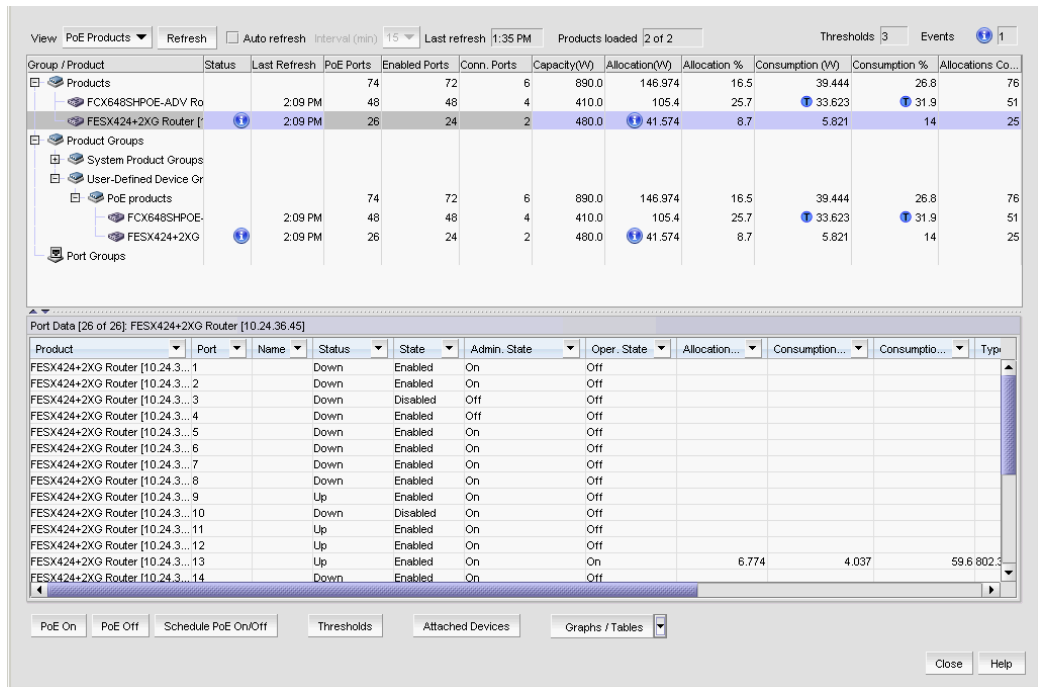 View PoE Products Refresh Auto refresh Interval (min) 15 Last refresh 1:35 PM Products loaded 2 of 2 Thresholds 3 Events 1
Group / Product Status Last Refresh PoE Ports Enabled Ports Conn. Ports Capacity(W) Allocation(W) Allocation % Consumption (W) Consumption % Allocations Co...
Products 74 72 6 890.0 146.974 16.5 39.444 26.8 76
FCX648SHPOE-ADV Ro 2:09 PM 48 48 4 410.0 105.4 25.7 T 33.623 T 31.9 51
FESX424+2XG Router [ 2:09 PM 26 24 2 480.0 41.574 8.7 5.821 14 25
Product Groups
System Product Groups
User-Defined Device Gr
PoE products 74 72 6 890.0 146.974 16.5 39.444 26.8 76
FCX648SHPOE- 2:09 PM 48 48 4 410.0 105.4 25.7 T 33.623 T 31.9 51
FESX424+2XG 2:09 PM 26 24 2 480.0 41.574 8.7 5.821 14 25
Port Groups
Port Data [26 of 26]: FESX424+2XG Router [10.24.36.45]
Product Port Name Status State Admin. State Oper. State Allocation... Consumption... Consumptio... Typ
FESX424+2XG Router [10.24.3... 1 Down Enabled On Off
FESX424+2XG Router [10.24.3... 2 Down Enabled On Off
FESX424+2XG Router [10.24.3... 3 Down Disabled Off Off
FESX424+2XG Router [10.24.3... 4 Down Enabled Off Off
FESX424+2XG Router [10.24.3... 5 Down Enabled On Off
FESX424+2XG Router [10.24.3... 6 Down Enabled On Off
FESX424+2XG Router [10.24.3... 7 Down Enabled On Off
FESX424+2XG Router [10.24.3... 8 Down Enabled On Off
FESX424+2XG Router [10.24.3... 9 Up Enabled On Off
FESX424+2XG Router [10.24.3... 10 Down Disabled On Off
FESX424+2XG Router [10.24.3... 11 Up Enabled On Off
FESX424+2XG Router [10.24.3... 12 Up Enabled On Off
FESX424+2XG Router [10.24.3... 13 Up Enabled On On 6.774 4.037 59.6 802.3
FESX424+2XG Router [10.24.3... 14 Down Enabled On Off
PoE On PoE Off Schedule PoE On/Off Thresholds Attached Devices Graphs / Tables
Close Help